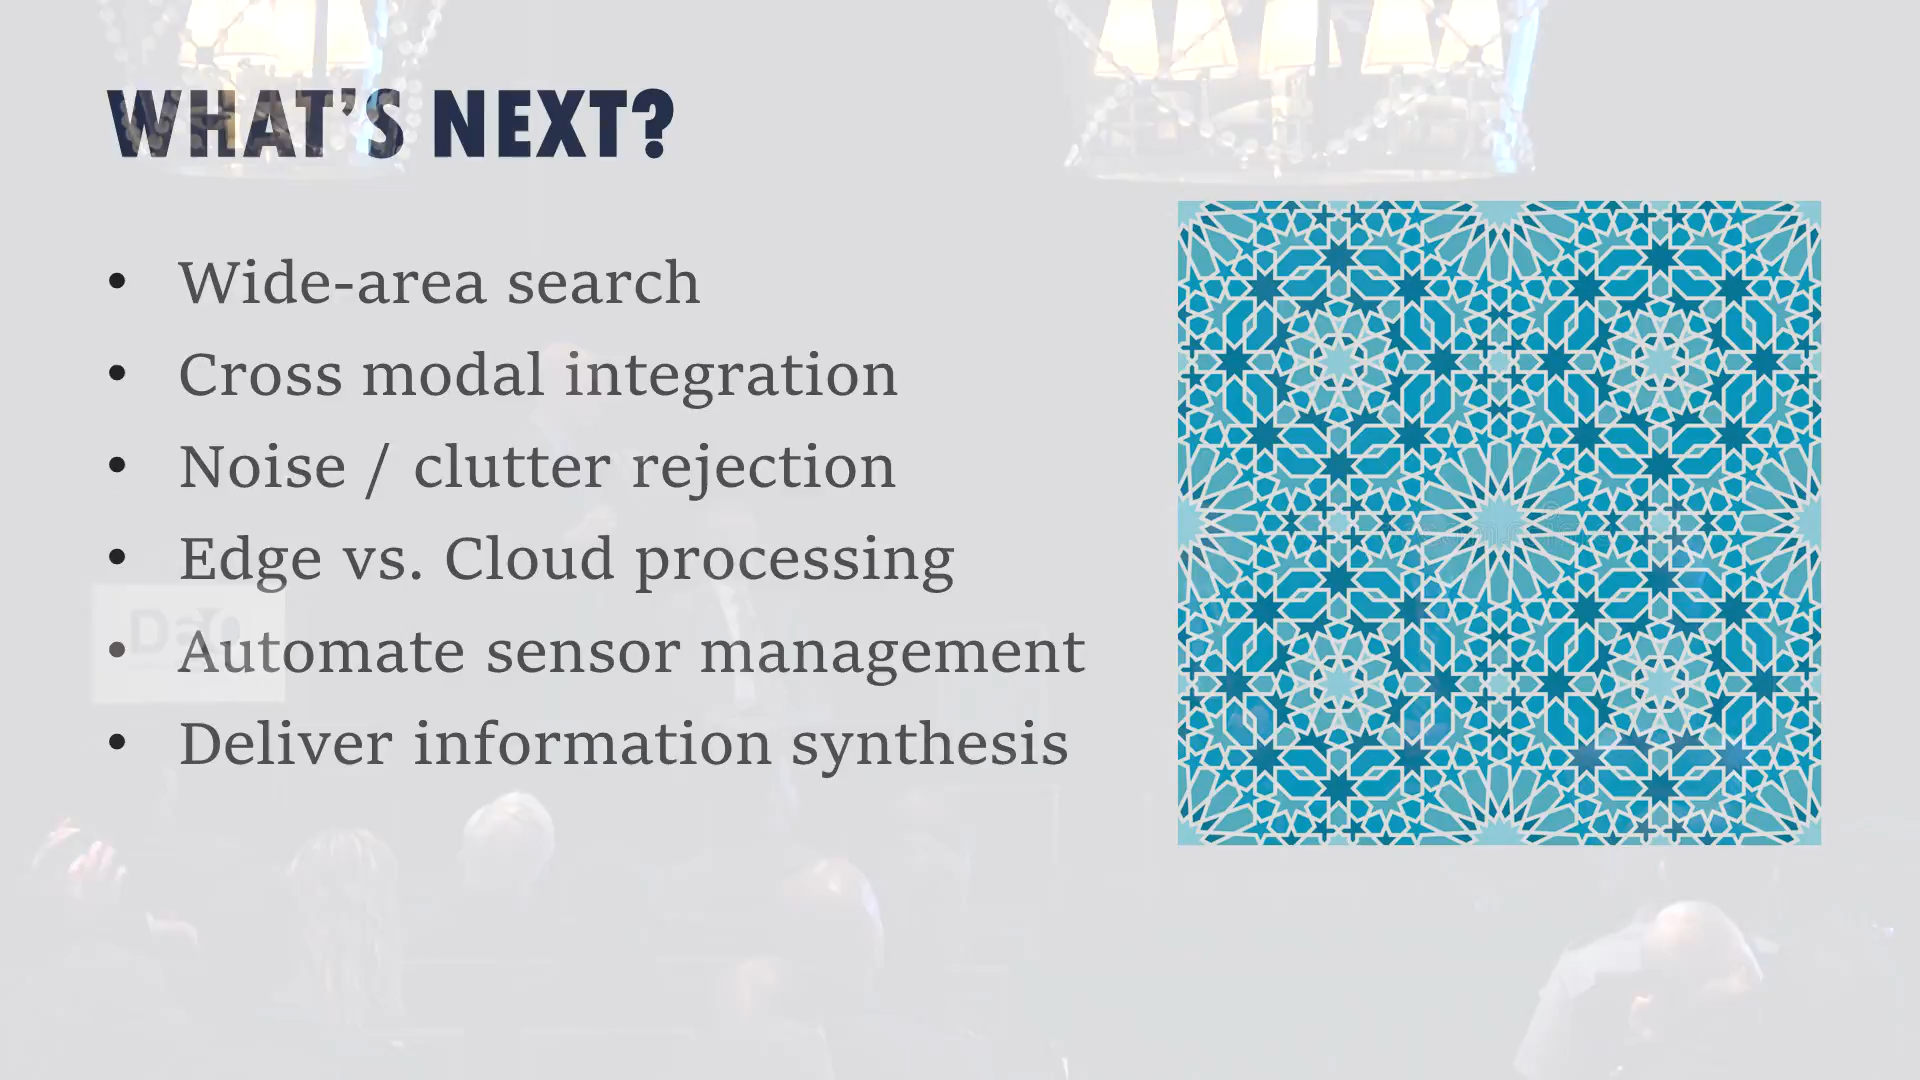 WHAT'S NEXT?
• Wide-area search
• Cross modal integration
• Noise / clutter rejection
• Edge vs. Cloud processing
• Automate sensor management
• Deliver information synthesis